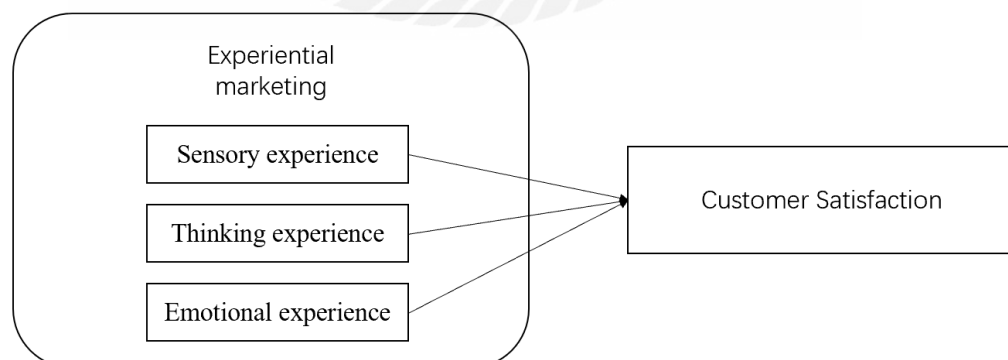 Experiential
marketing
Sensory experience
Thinking experience
Emotional experience
Customer Satisfaction